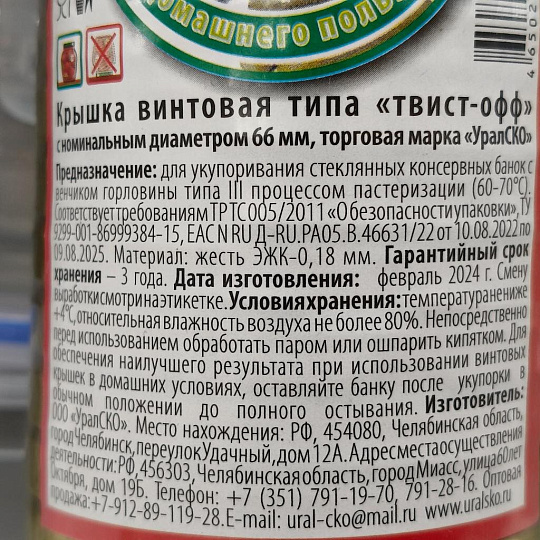 домашнего поль
46502
Крышка винтовая типа «твист-офф»
с номинальным диаметром 66 мм, торговая марка «УралСКО»
Предназначение: для укупоривания стеклянных консервных банок с
венчиком горловины типа III процессом пастеризации (60-70°С).
Соответствует требованиям ТР ТС 005/2011 «О безопасности упаковки», ТУ
9299-001-86999384-15, ЕАС N RU Д-RU.РА05.В.46631/22 от 10.08.2022 по
09.08.2025. Материал: жесть ЭЖК-0,18 мм. Гарантийный срок
хранения – 3 года. Дата изготовления: февраль 2024 г. Смену
выработки смотри на этикетке. Условия хранения: температура не ниже
+4°С, относительная влажность воздуха не более 80%. Непосредственно
перед использованием обработать паром или ошпарить кипятком. Для
обеспечения наилучшего результата при использовании винтовых
крышек в домашних условиях, оставляйте банку после укупорки в
обычном положении до полного остывания. Изготовитель:
ООО «УралСКО». Место нахождения: РФ, 454080, Челябинская область,
город Челябинск, переулок Удачный, дом 12А. Адрес места осуществления
деятельности: РФ, 456303, Челябинская область, город Миасс, улица 60 лет
Октября, дом 19Б. Телефон: +7 (351) 791-19-70, 791-28-16. Оптовая
продажа: +7-912-89-119-28. E-mail: ural-cko@mail.ru www.uralsko.ru